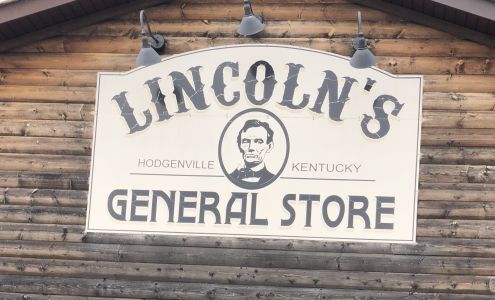 LINCOLN'S
HODGENVILLE KENTUCKY
GENERAL STORE